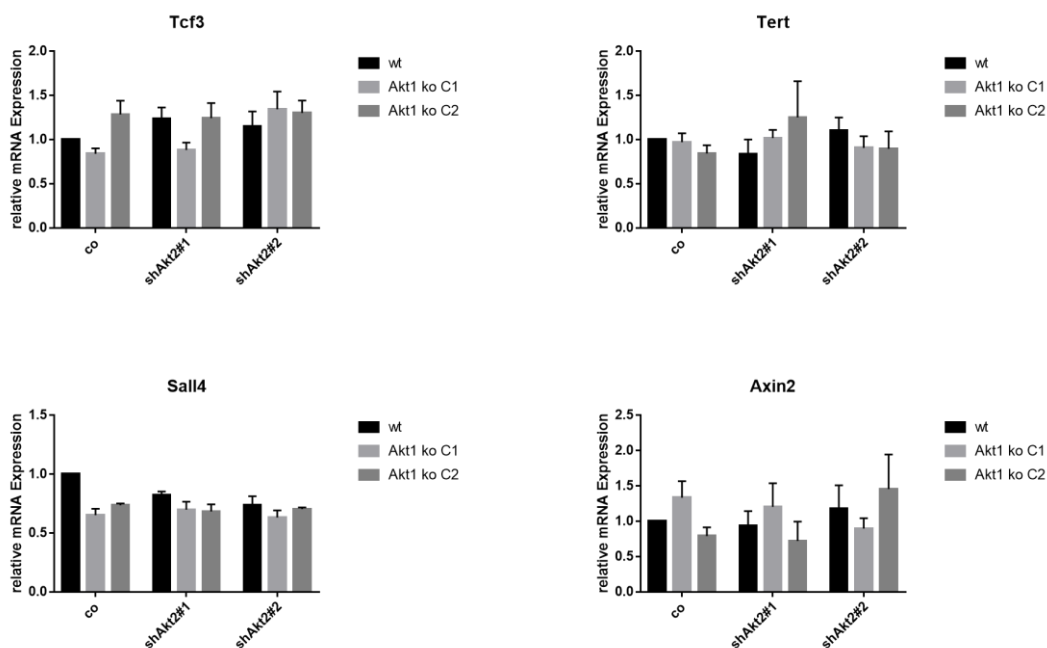 Tcf3
relative mRNA Expression
2.0
1.5
1.0
0.5
0.0
co
shAkt2#1
shAkt2#2
wt
Akt1 ko C1
Akt1 ko C2
Tert
relative mRNA Expression
2.0
1.5
1.0
0.5
0.0
co
shAkt2#1
shAkt2#2
wt
Akt1 ko C1
Akt1 ko C2
Sall4
relative mRNA Expression
1.5
1.0
0.5
0.0
co
shAkt2#1
shAkt2#2
wt
Akt1 ko C1
Akt1 ko C2
Axin2
relative mRNA Expression
2.5
2.0
1.5
1.0
0.5
0.0
co
shAkt2#1
shAkt2#2
wt
Akt1 ko C1
Akt1 ko C2